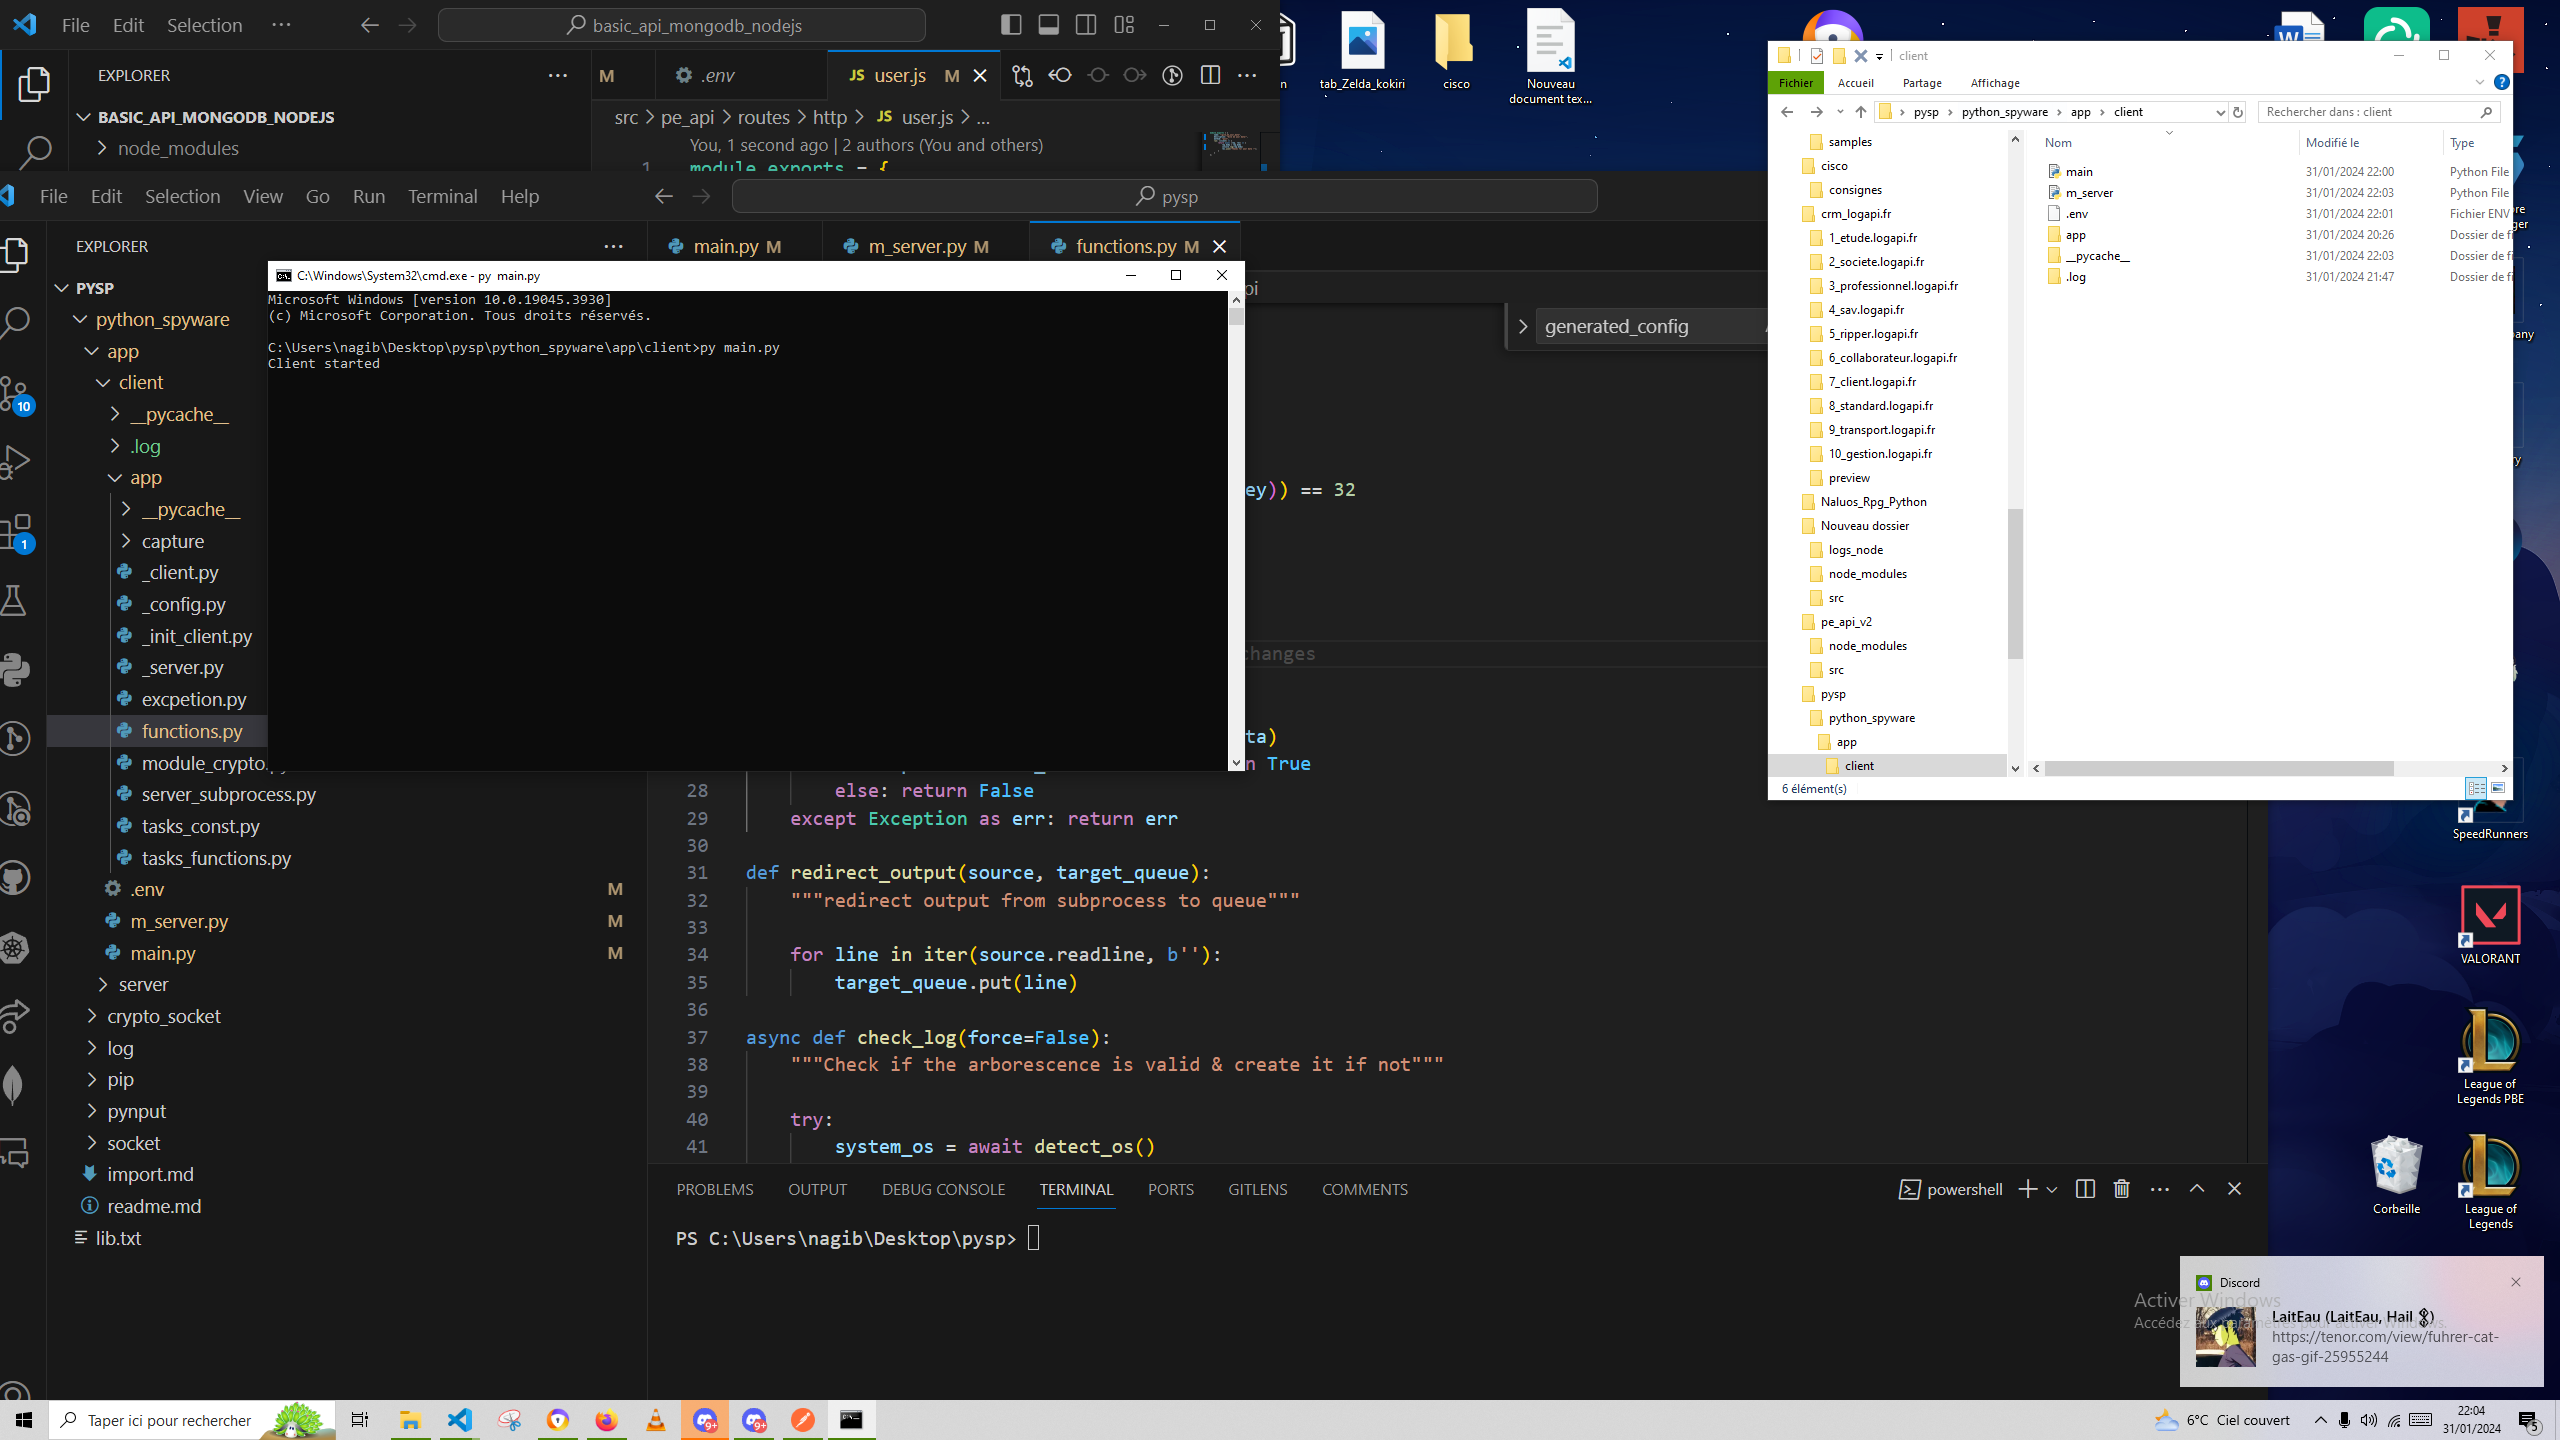 File Edit Selection ···
basic_api_mongodb_nodejs
EXPLORER ···
M .env JS user.js M
BASIC_API_MONGODB_NODEJS
node_modules
src > pe_api > routes > http > JS user.js > ...
You, 1 second ago | 2 authors (You and others)
1 module.exports = {
tab_Zelda_kokiri
cisco
Nouveau
document tex...
File Edit Selection View Go Run Terminal Help
pysp
EXPLORER ···
main.py M m_server.py M functions.py M
PYSP
python_spyware
app
client
__pycache__
.log
app
__pycache__
capture
_client.py
_config.py
_init_client.py
_server.py
excpetion.py
functions.py
module_crypto.
server_subprocess.py
tasks_const.py
tasks_functions.py
.env M
m_server.py M
main.py M
server
crypto_socket
log
pip
pynput
socket
import.md
readme.md
lib.txt
10
1
C:\Windows\System32\cmd.exe - py main.py
Microsoft Windows [version 10.0.19045.3930]
(c) Microsoft Corporation. Tous droits réservés.
C:\Users\nagib\Desktop\pysp\python_spyware\app\client>py main.py
Client started
pi
generated_config
ey)) == 32
changes
ta)
n True
28 else: return False
29 except Exception as err: return err
30
31 def redirect_output(source, target_queue):
32 """redirect output from subprocess to queue"""
33
34 for line in iter(source.readline, b''):
35 target_queue.put(line)
36
37 async def check_log(force=False):
38 """Check if the arborescence is valid & create it if not"""
39
40 try:
41 system_os = await detect_os()
PROBLEMS OUTPUT DEBUG CONSOLE TERMINAL PORTS GITLENS COMMENTS
powershell
PS C:\Users\nagib\Desktop\pysp>
client
Fichier Accueil Partage Affichage
pysp > python_spyware > app > client
Rechercher dans : client
samples
cisco
consignes
crm_logapi.fr
1_etude.logapi.fr
2_societe.logapi.fr
3_professionnel.logapi.fr
4_sav.logapi.fr
5_ripper.logapi.fr
6_collaborateur.logapi.fr
7_client.logapi.fr
8_standard.logapi.fr
9_transport.logapi.fr
10_gestion.logapi.fr
preview
Naluos_Rpg_Python
Nouveau dossier
logs_node
node_modules
src
pe_api_v2
node_modules
src
pysp
python_spyware
app
client
Nom Modifié le Type
main 31/01/2024 22:00 Python File
m_server 31/01/2024 22:03 Python File
.env 31/01/2024 22:01 Fichier ENV
app 31/01/2024 20:26 Dossier de fi
__pycache__ 31/01/2024 22:03 Dossier de fi
.log 31/01/2024 21:47 Dossier de fi
6 élément(s)
SpeedRunners
VALORANT
League of
Legends PBE
Corbeille
League of
Legends
Activer Windows
Accédez aux paramètres pour activer Windows.
Discord
LaitEau (LaitEau, Hail
https://tenor.com/view/fuhrer-cat-
gas-gif-25955244
Taper ici pour rechercher
9+
9+
6°C Ciel couvert
22:04
31/01/2024
5